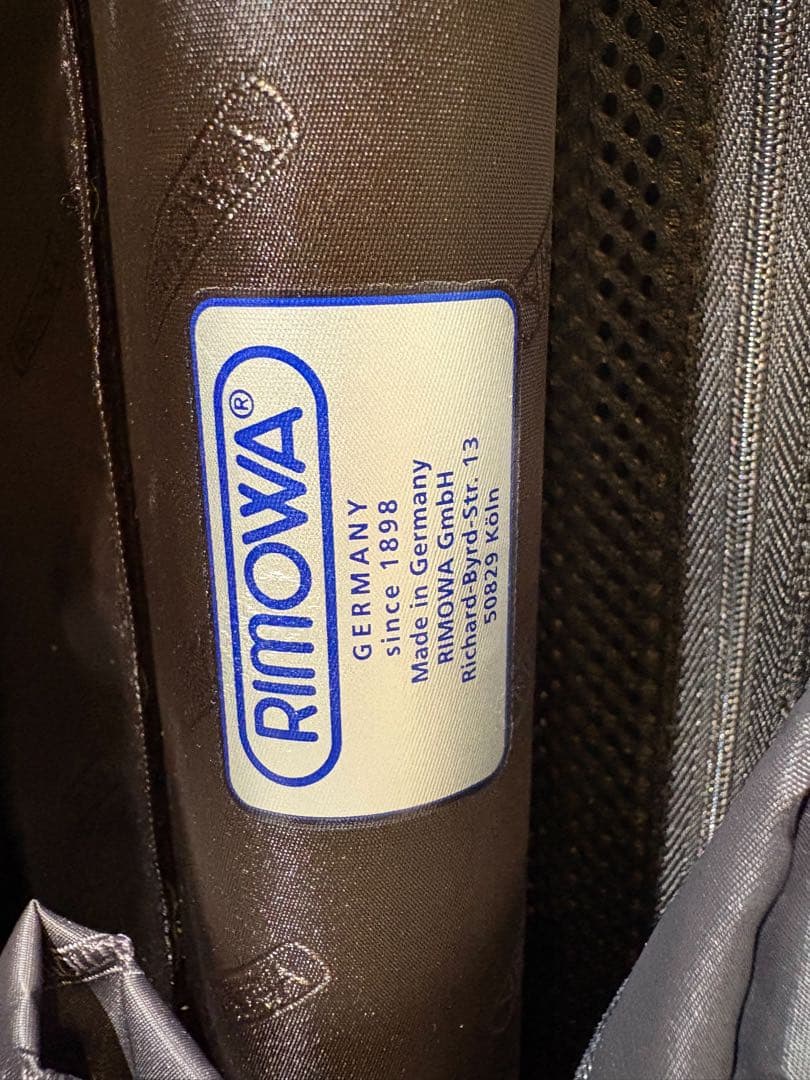 RIMOWA®
GERMANY
since 1898
Made in Germany
RIMOWA GmbH
Richard-Byrd-Str. 13
50829 Köln